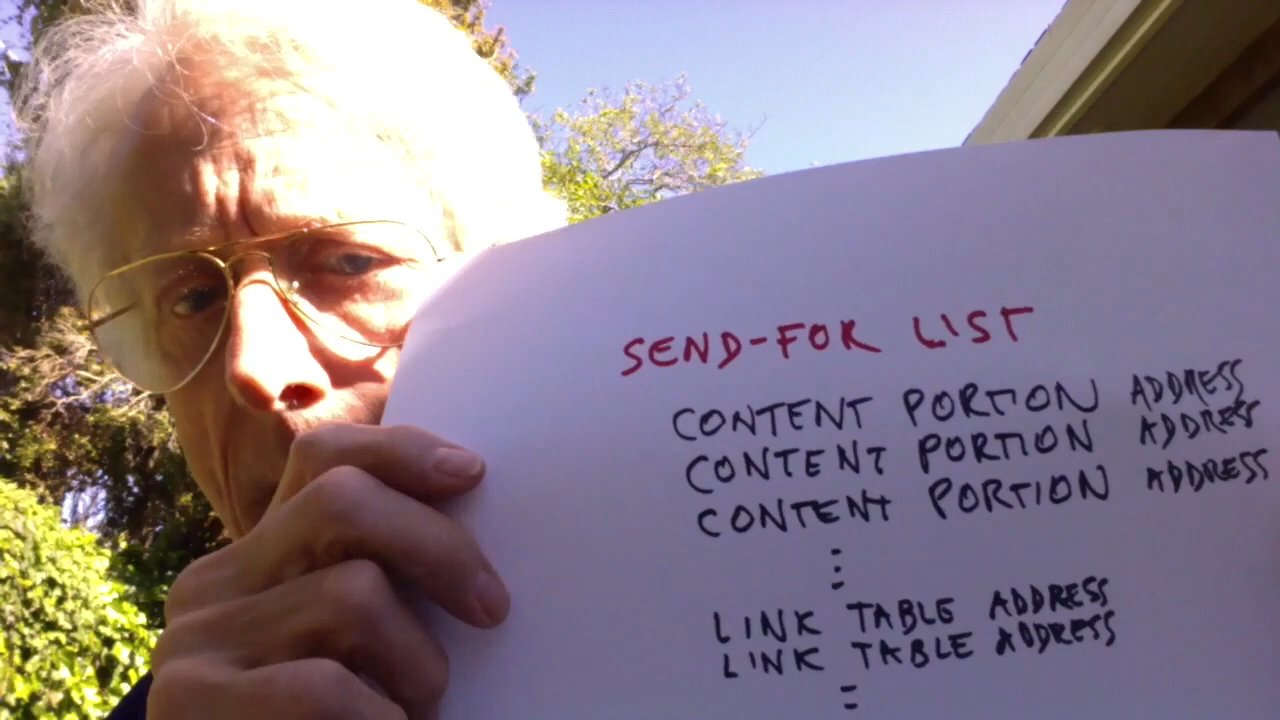 SEND-FOR LIST
CONTENT PORTION ADDRESS
CONTENT PORTION ADDRESS
CONTENT PORTION ADDRESS
:
LINK TABLE ADDRESS
LINK TABLE ADDRESS
: